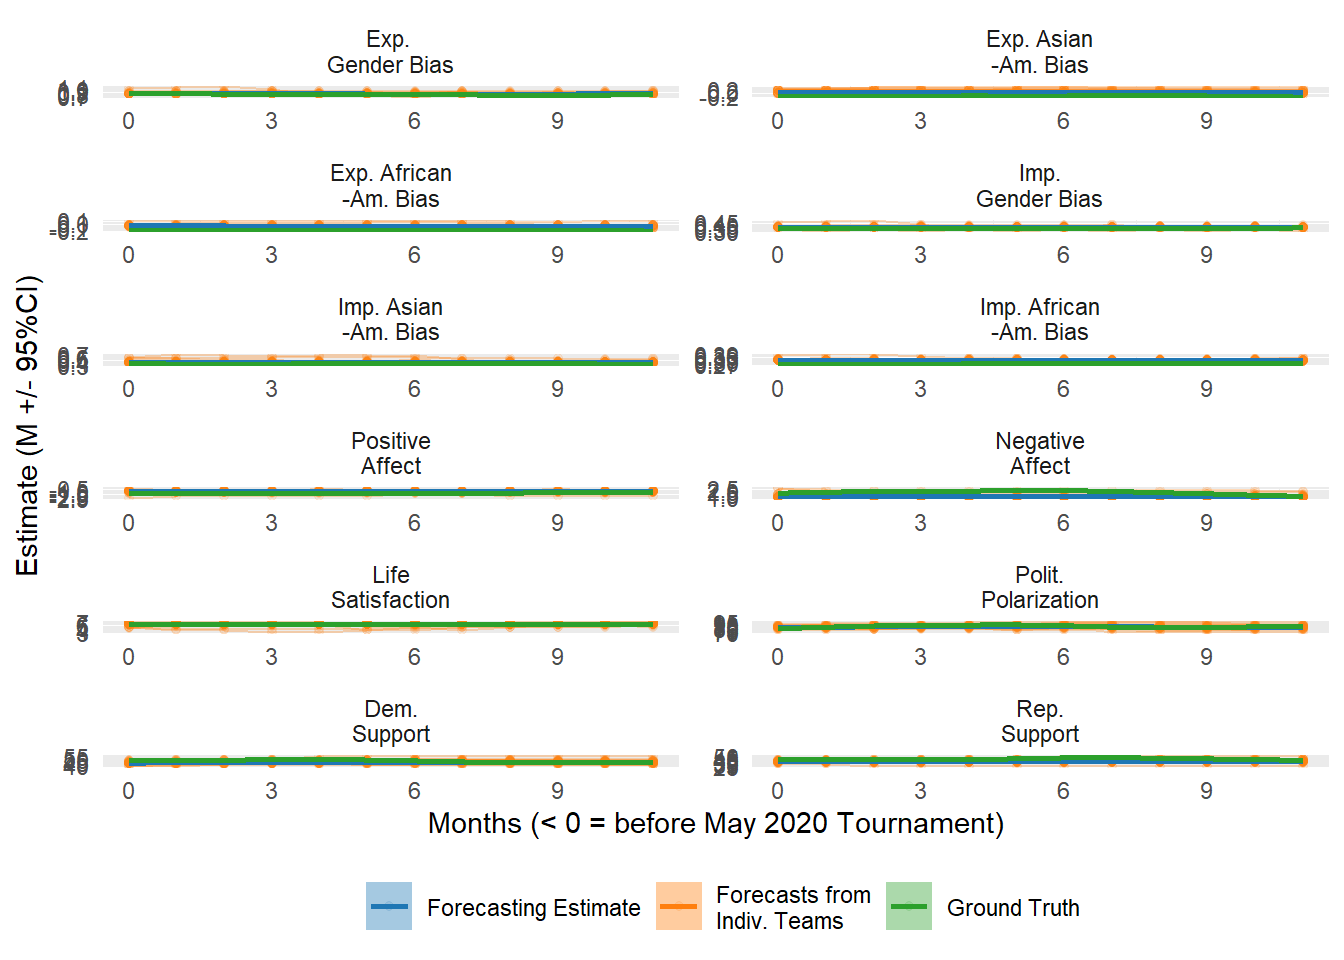 Exp.
Gender Bias
Exp. Asian
-Am. Bias
0 3 6 9
0 3 6 9
Exp. African
-Am. Bias
Imp.
Gender Bias
0 3 6 9
0 3 6 9
Imp. Asian
-Am. Bias
Imp. African
-Am. Bias
0 3 6 9
0 3 6 9
Positive
Affect
Negative
Affect
0 3 6 9
0 3 6 9
Life
Satisfaction
Polit.
Polarization
0 3 6 9
0 3 6 9
Dem.
Support
Rep.
Support
0 3 6 9
0 3 6 9
Estimate (M +/- 95%CI)
Months (< 0 = before May 2020 Tournament)
Forecasting Estimate
Forecasts from
Indiv. Teams
Ground Truth